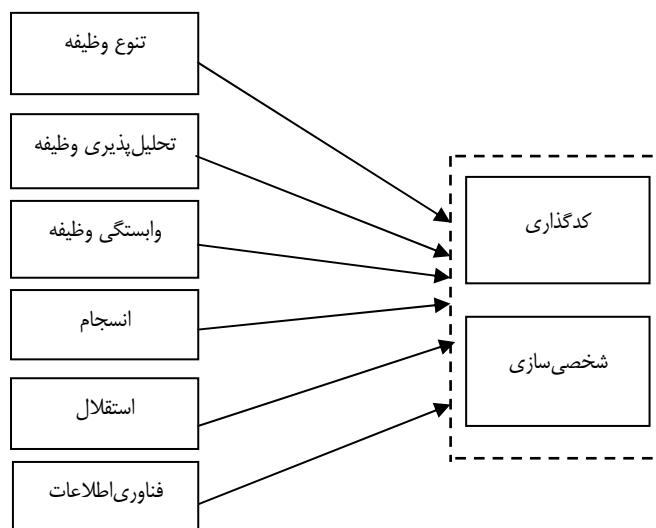 تنوع وظیفه
تحلیل‌پذیری وظیفه
وابستگی وظیفه
انسجام
استقلال
فناوری‌اطلاعات
کدگذاری
شخصی‌سازی